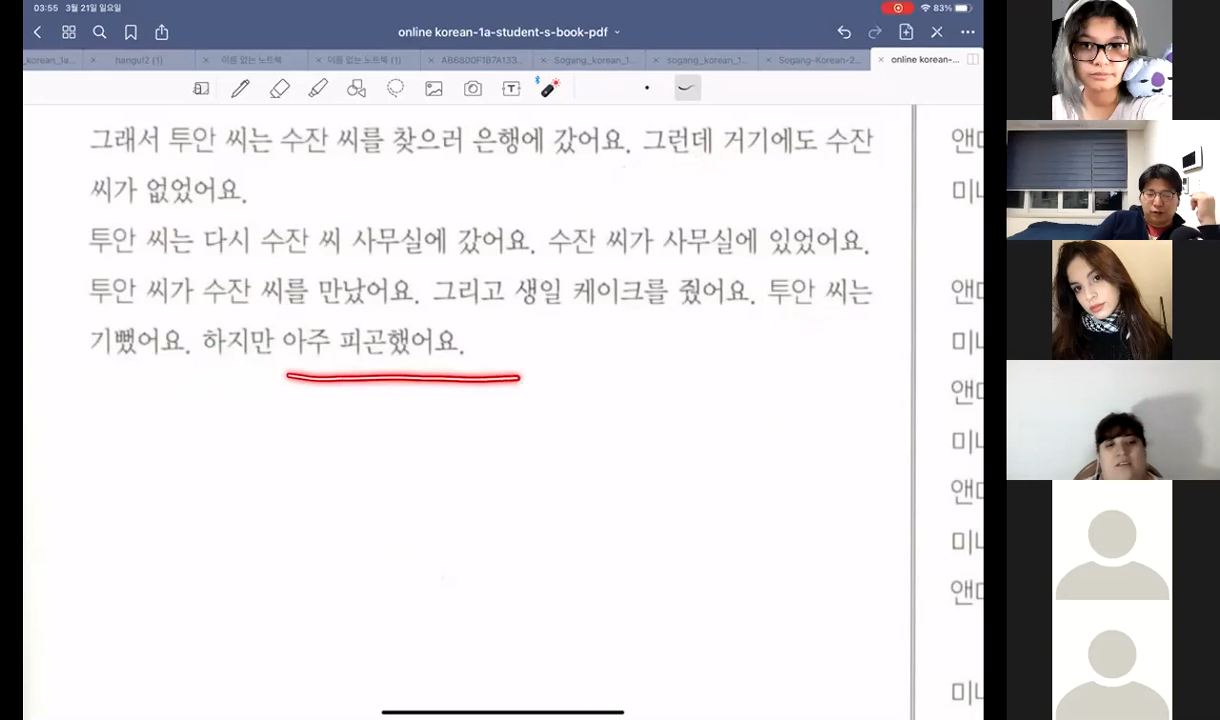 03:55 3월 21일 일요일
83%
online korean-1a-student-s-book-pdf
_korean_1a...
hangul2 (1)
이름 없는 노트북
이름 없는 노트북 (1)
AB6800F1B7A133...
Sogang_korean_1...
sogang_korean_1...
Sogang-Korean-2...
online korean-...
그래서 투안 씨는 수잔 씨를 찾으러 은행에 갔어요. 그런데 거기에도 수잔
씨가 없었어요.
투안 씨는 다시 수잔 씨 사무실에 갔어요. 수잔 씨가 사무실에 있었어요.
투안 씨가 수잔 씨를 만났어요. 그리고 생일 케이크를 줬어요. 투안 씨는
기뻤어요. 하지만 아주 피곤했어요.